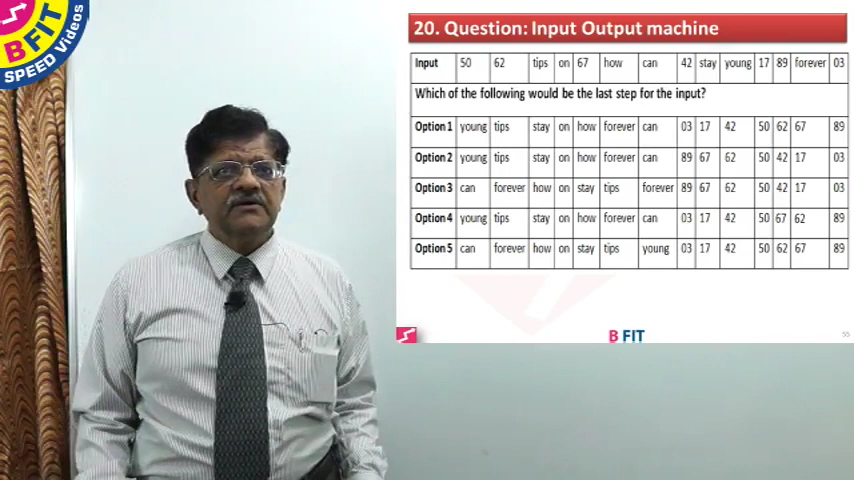 BFIT
SPEED Videos
20. Question: Input Output machine
Input 50 62 tips on 67 how can 42 stay young 17 89 forever 03
Which of the following would be the last step for the input?
Option 1 young tips stay on how forever can 03 17 42 50 62 67 89
Option 2 young tips stay on how forever can 89 67 62 50 42 17 03
Option 3 can forever how on stay tips forever 89 67 62 50 42 17 03
Option 4 young tips stay on how forever can 03 17 42 50 67 62 89
Option 5 can forever how on stay tips young 03 17 42 50 62 67 89
B FIT
55